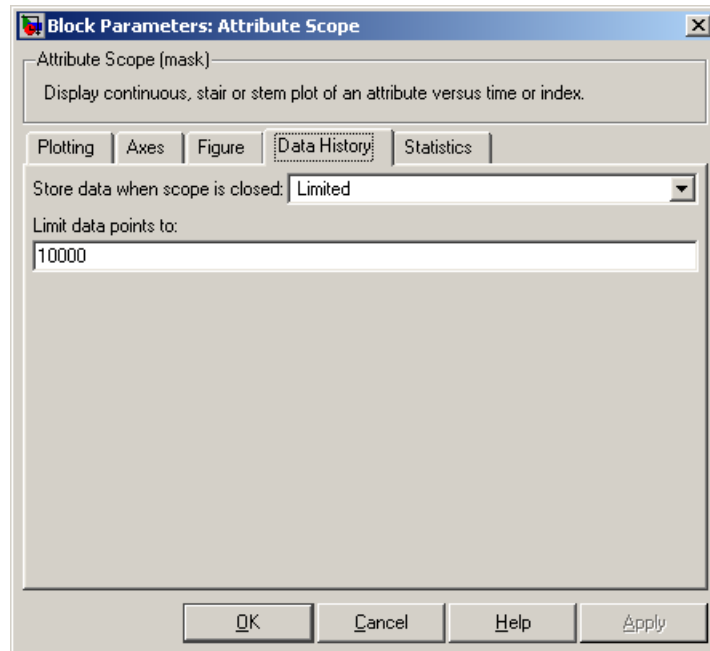 Block Parameters: Attribute Scope
Attribute Scope (mask)
Display continuous, stair or stem plot of an attribute versus time or index.
Plotting Axes Figure Data History Statistics
Store data when scope is closed: Limited
Limit data points to:
10000
OK Cancel Help Apply